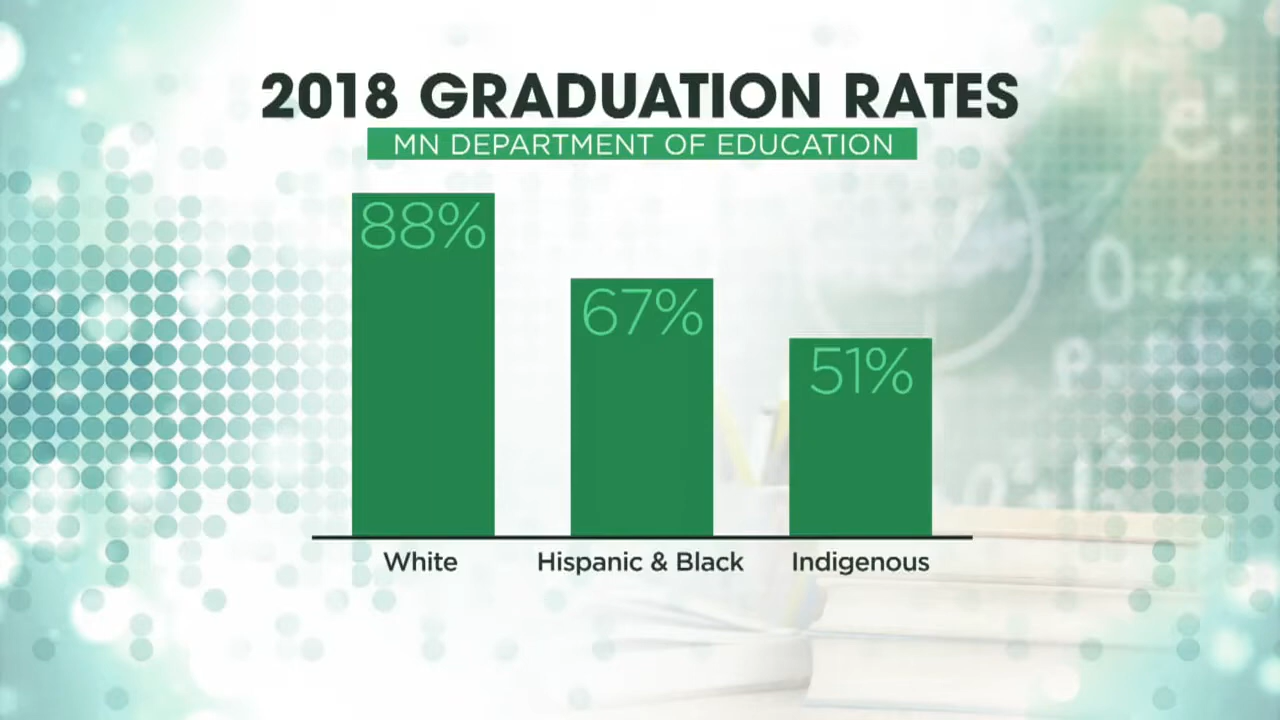 2018 GRADUATION RATES
MN DEPARTMENT OF EDUCATION
88%
67%
51%
White
Hispanic & Black
Indigenous